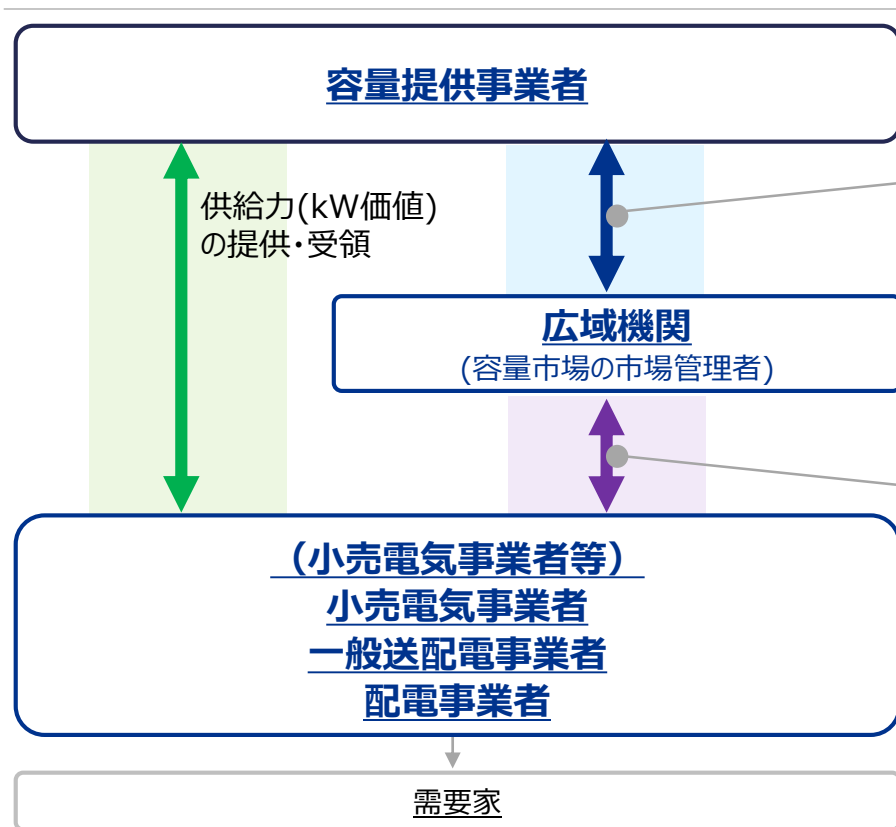 容量提供事業者
供給力(kW価値)
の提供・受領
広域機関
(容量市場の市場管理者)
(小売電気事業者等)
小売電気事業者
一般送配電事業者
配電事業者
需要家